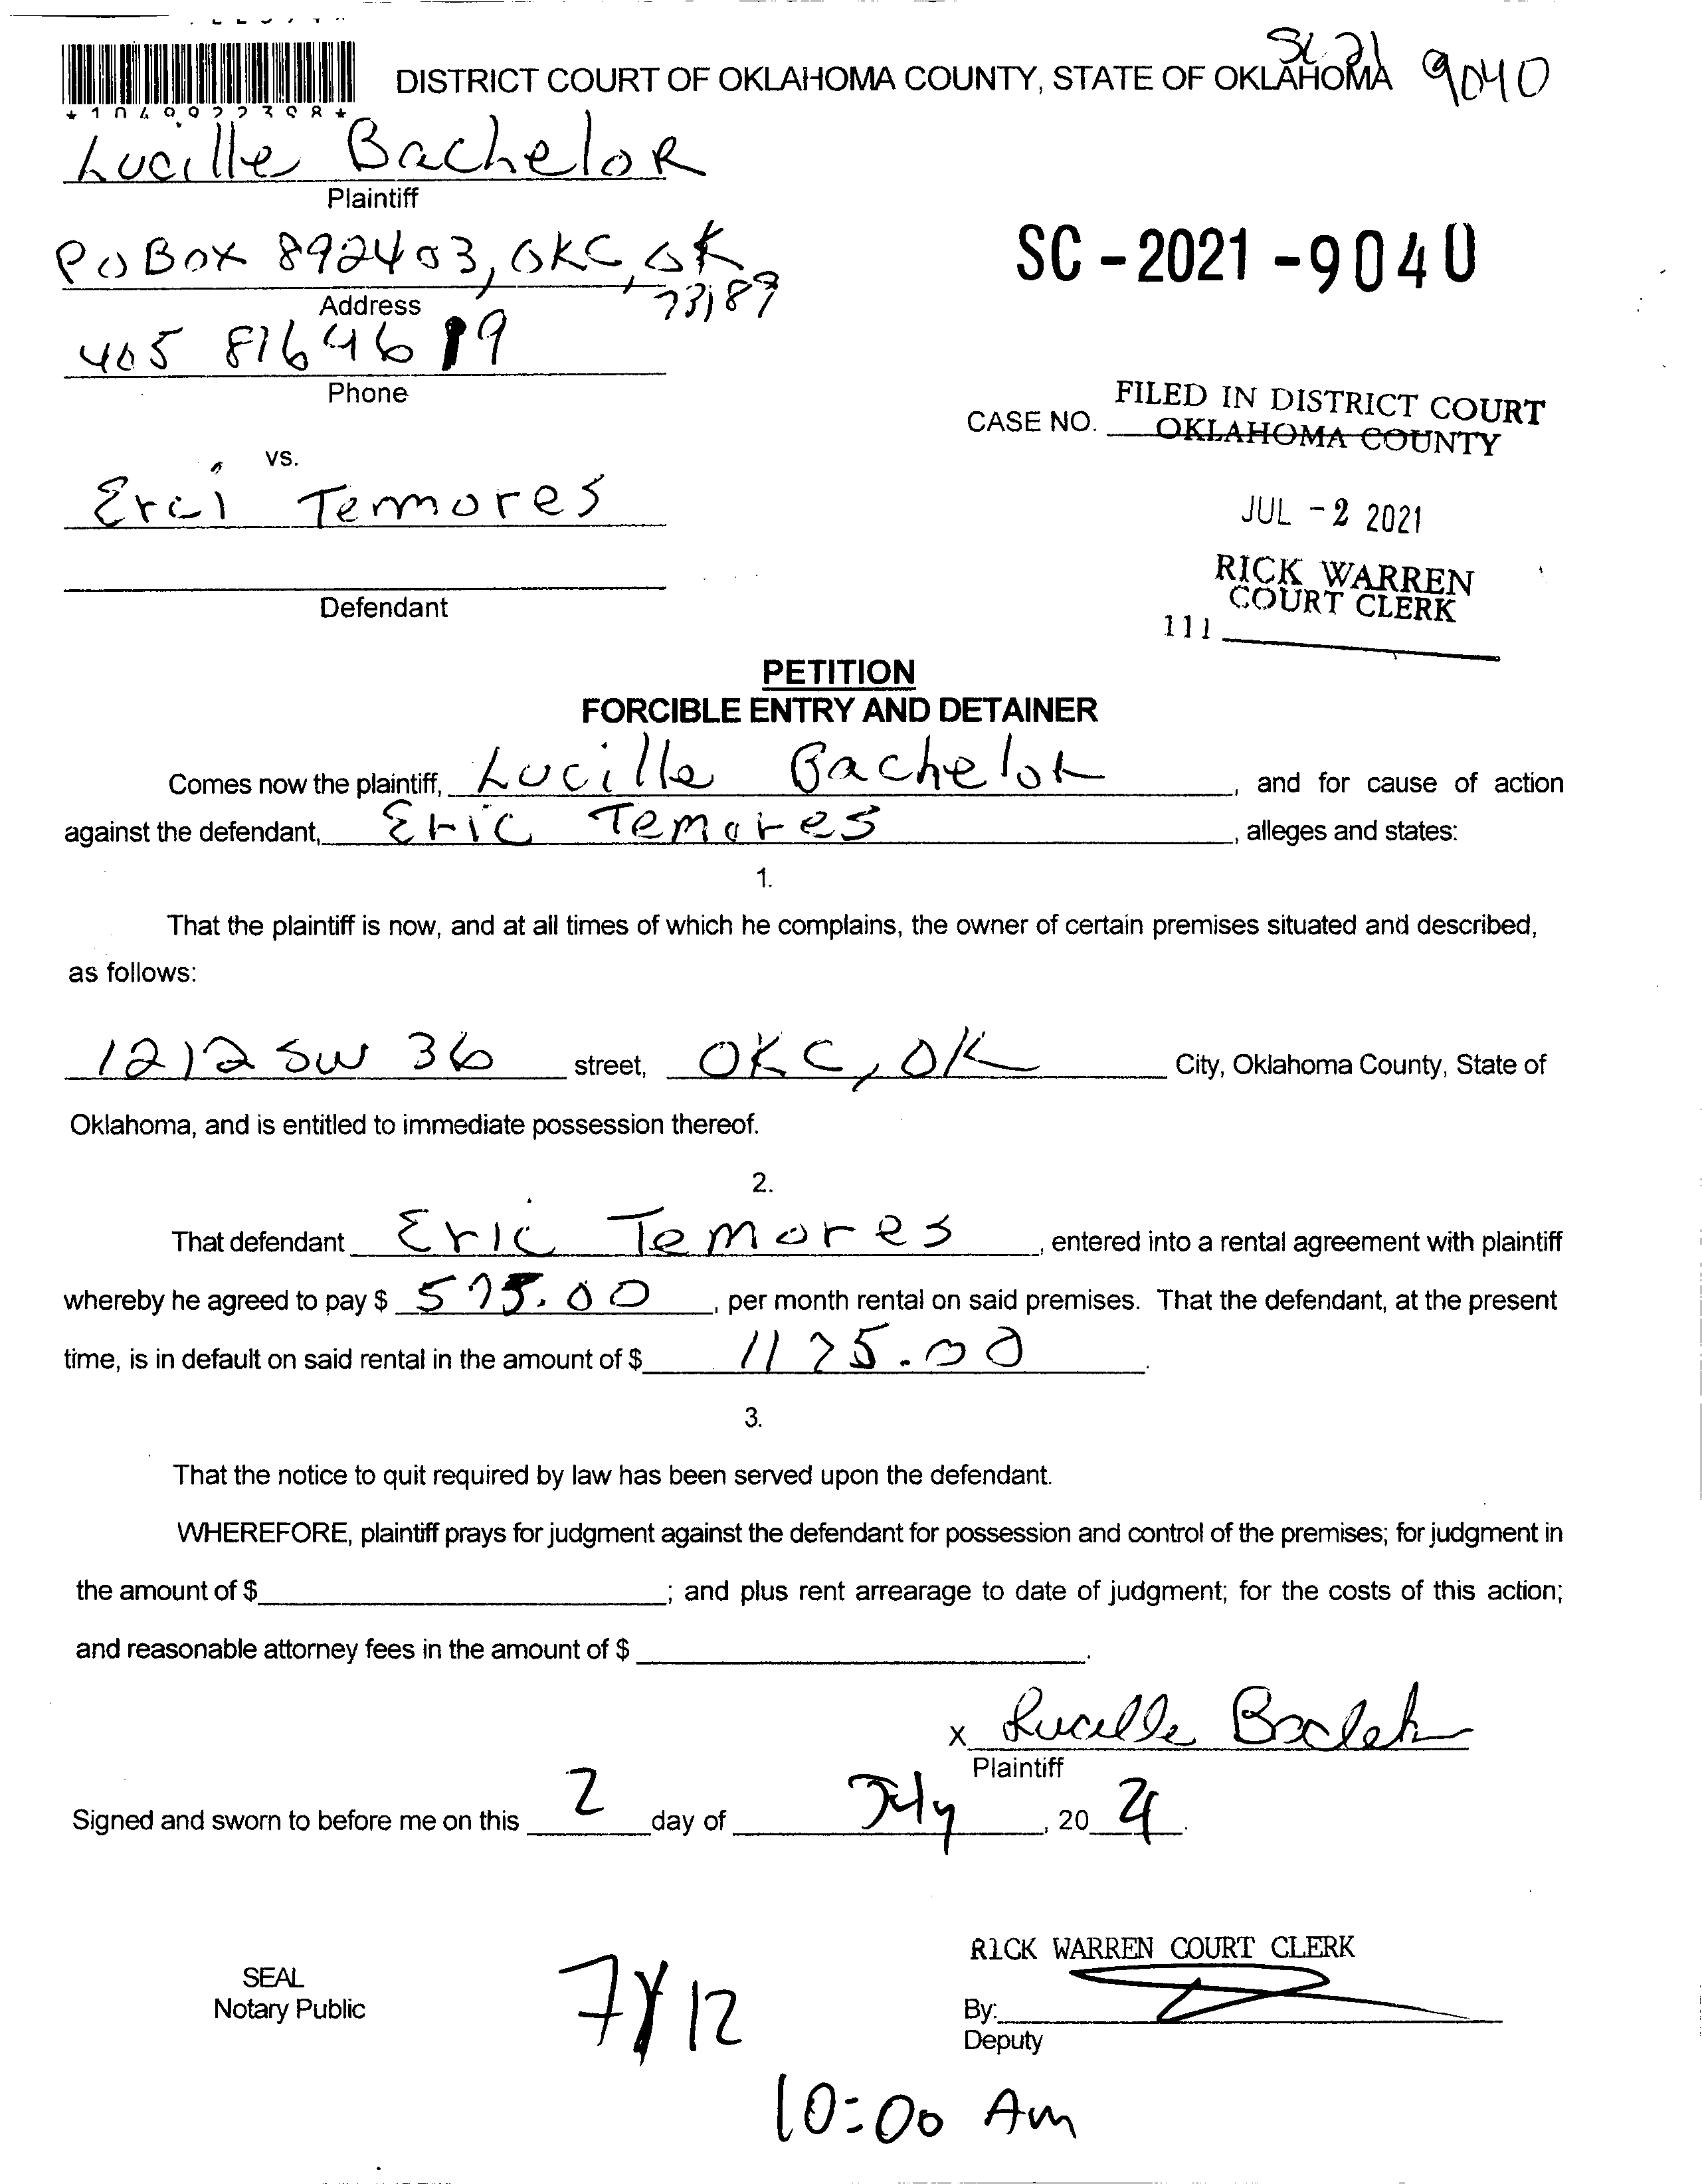 SC 21 9040
DISTRICT COURT OF OKLAHOMA COUNTY, STATE OF OKLAHOMA
Lucille BacheloR
Plaintiff
PO Box 892403, OKC, OK
73189
Address
405 8164619
Phone
SC-2021-9040
FILED IN DISTRICT COURT
CASE NO. OKLAHOMA COUNTY
vs.
Erci Temores
JUL -2 2021
RICK WARREN
COURT CLERK
Defendant
111
PETITION
FORCIBLE ENTRY AND DETAINER
Comes now the plaintiff, Lucille Bachelor, and for cause of action
against the defendant, Eric Temores, alleges and states:
1.
That the plaintiff is now, and at all times of which he complains, the owner of certain premises situated and described,
as follows:
1212 SW 36 street, OKC, OK City, Oklahoma County, State of
Oklahoma, and is entitled to immediate possession thereof.
2.
That defendant Eric Temores, entered into a rental agreement with plaintiff
whereby he agreed to pay $ 575.00, per month rental on said premises. That the defendant, at the present
time, is in default on said rental in the amount of $ 1175.00.
3.
That the notice to quit required by law has been served upon the defendant.
WHEREFORE, plaintiff prays for judgment against the defendant for possession and control of the premises; for judgment in
the amount of $ ; and plus rent arrearage to date of judgment; for the costs of this action;
and reasonable attorney fees in the amount of $ .
x Lucille
Plaintiff
Signed and sworn to before me on this 2 day of July, 20 21.
RICK WARREN COURT CLERK
SEAL
Notary Public
7/12
By:
Deputy
10:00 Am